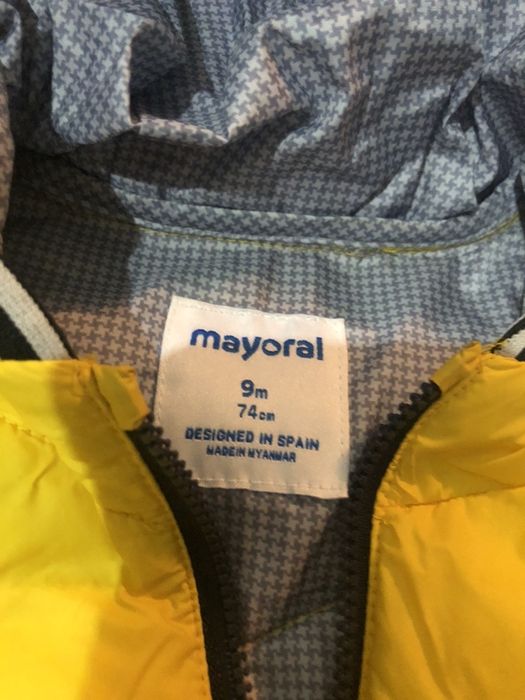 mayoral
9m
74cm
DESIGNED IN SPAIN
MADE IN MYANMAR